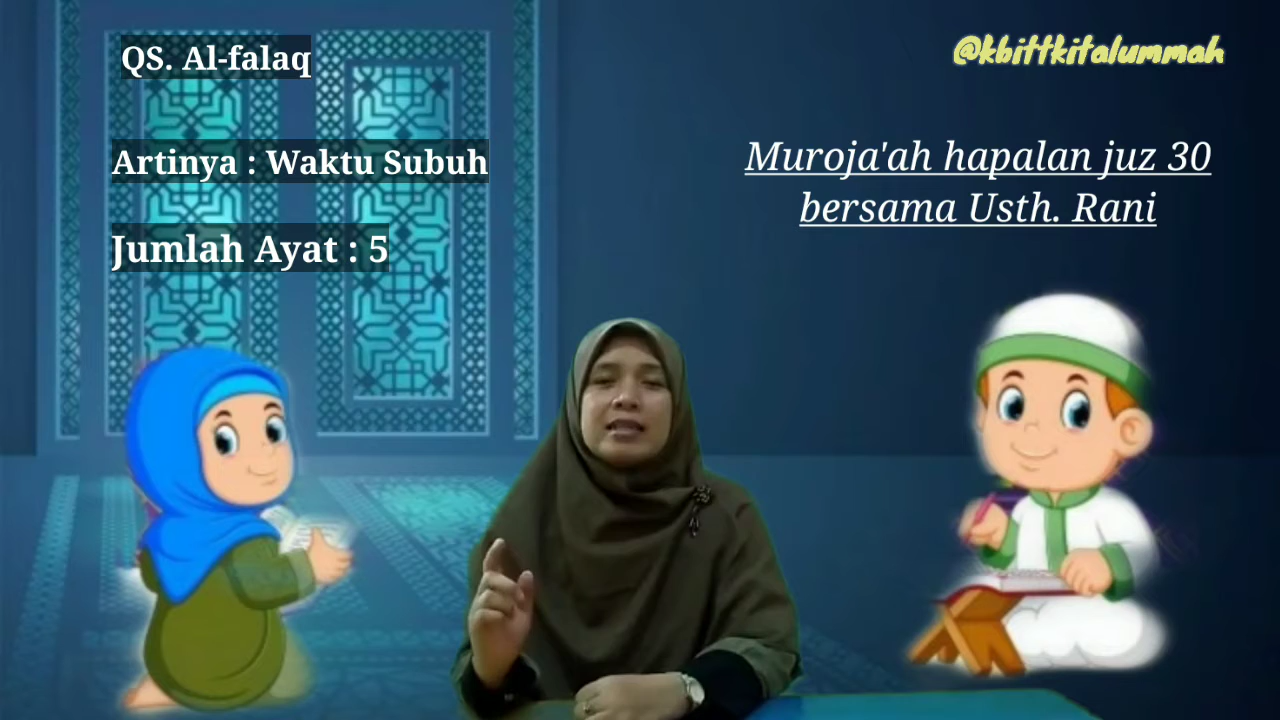 QS. Al-falaq
Artinya : Waktu Subuh
Jumlah Ayat : 5
@kbittkitalummah
Muroja'ah hapalan juz 30
bersama Usth. Rani